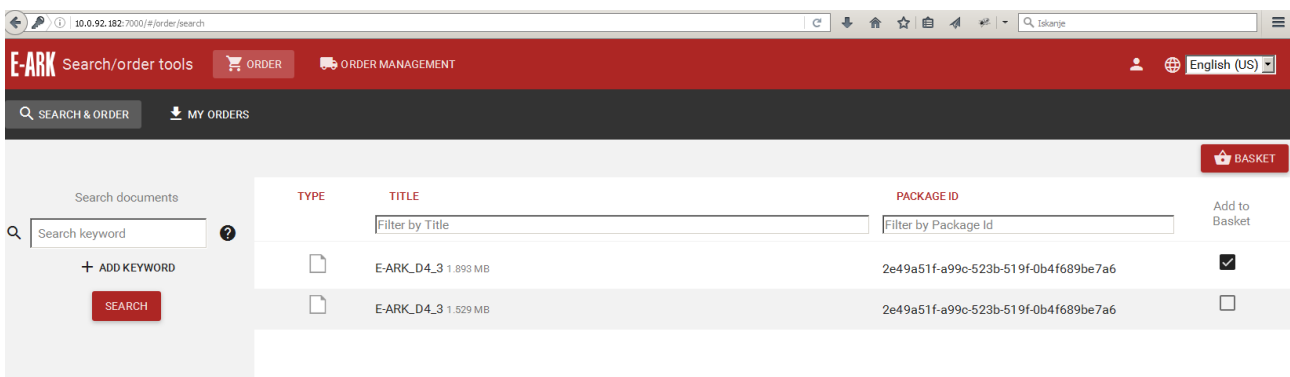 10.0.92.182:7000/#/order/search
Iskanje
E-ARK Search/order tools ORDER ORDER MANAGEMENT English (US)
SEARCH & ORDER MY ORDERS
BASKET
Search documents
Search keyword
?
+ ADD KEYWORD
SEARCH
TYPE TITLE PACKAGE ID Add to
Basket
Filter by Title Filter by Package Id
E-ARK_D4_3 1.893 MB 2e49a51f-a99c-523b-519f-0b4f689be7a6
E-ARK_D4_3 1.529 MB 2e49a51f-a99c-523b-519f-0b4f689be7a6